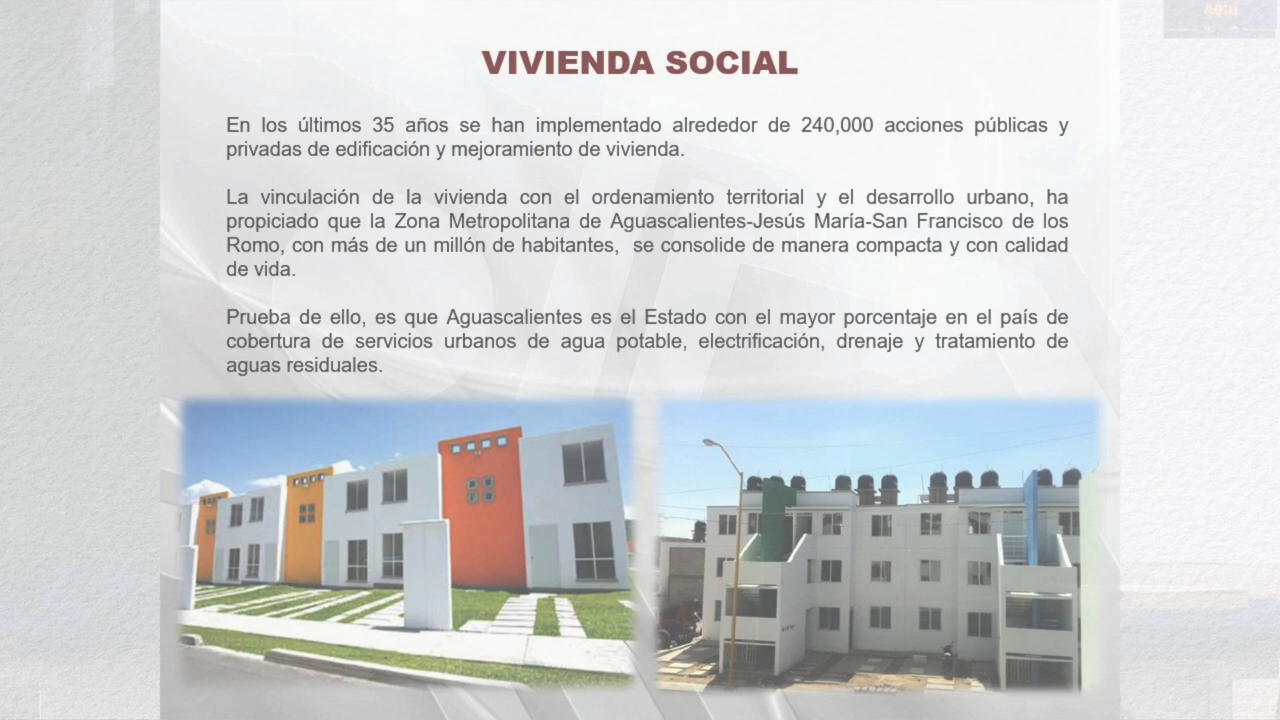 AQUÍ
VIVIENDA SOCIAL
En los últimos 35 años se han implementado alrededor de 240,000 acciones públicas y
privadas de edificación y mejoramiento de vivienda.
La vinculación de la vivienda con el ordenamiento territorial y el desarrollo urbano, ha
propiciado que la Zona Metropolitana de Aguascalientes-Jesús María-San Francisco de los
Romo, con más de un millón de habitantes, se consolide de manera compacta y con calidad
de vida.
Prueba de ello, es que Aguascalientes es el Estado con el mayor porcentaje en el país de
cobertura de servicios urbanos de agua potable, electrificación, drenaje y tratamiento de
aguas residuales.